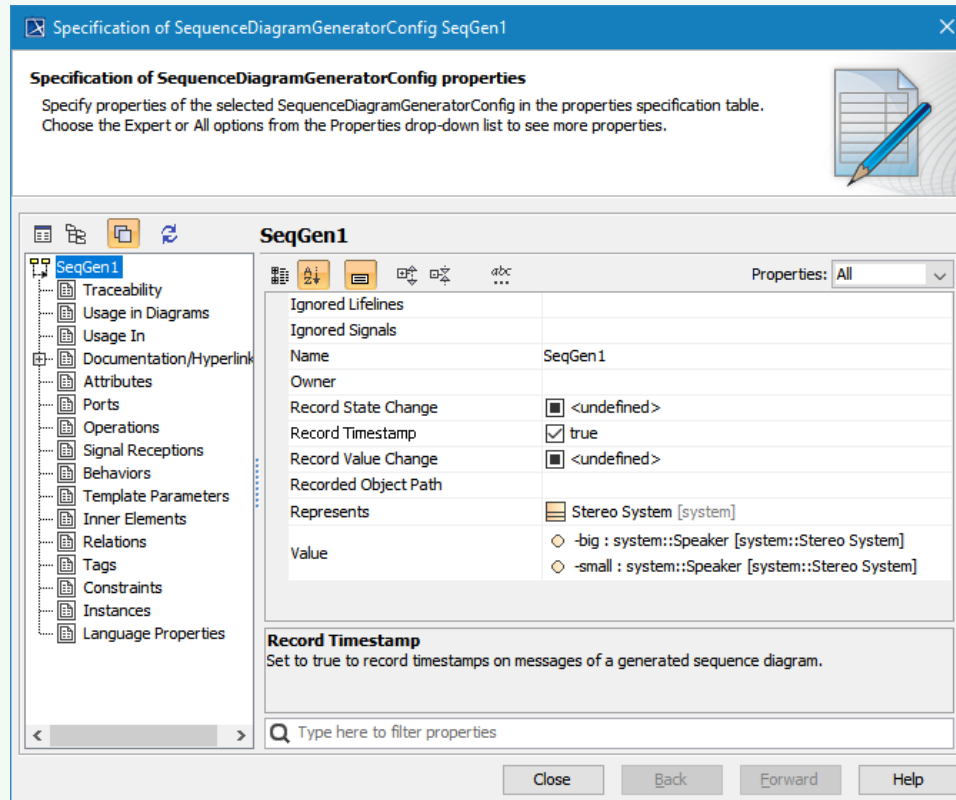 Specification of SequenceDiagramGeneratorConfig SeqGen1
Specification of SequenceDiagramGeneratorConfig properties
Specify properties of the selected SequenceDiagramGeneratorConfig in the properties specification table.
Choose the Expert or All options from the Properties drop-down list to see more properties.
SeqGen1
Properties: All
SeqGen1
Traceability
Usage in Diagrams
Usage In
Documentation/Hyperlink
Attributes
Ports
Operations
Signal Receptions
Behaviors
Template Parameters
Inner Elements
Relations
Tags
Constraints
Instances
Language Properties
Ignored Lifelines
Ignored Signals
Name SeqGen1
Owner
Record State Change <undefined>
Record Timestamp true
Record Value Change <undefined>
Recorded Object Path
Represents Stereo System [system]
Value -big : system::Speaker [system::Stereo System]
-small : system::Speaker [system::Stereo System]
Record Timestamp
Set to true to record timestamps on messages of a generated sequence diagram.
Type here to filter properties
Close Back Forward Help